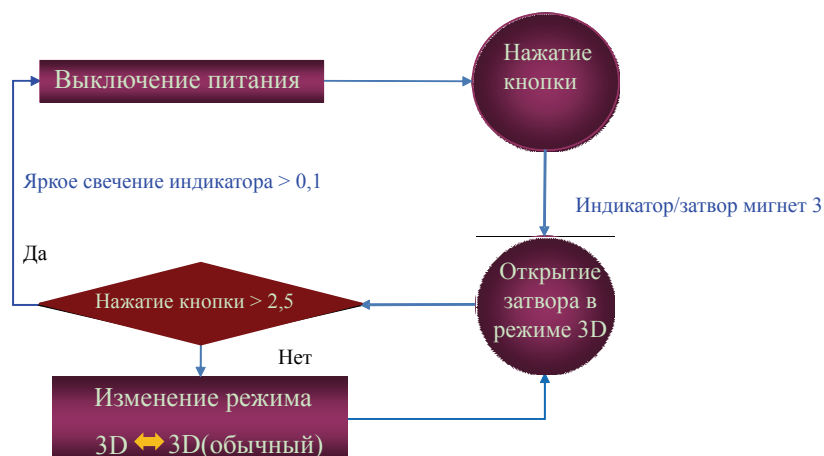 Выключение питания
Нажатие
кнопки
Яркое свечение индикатора > 0,1
Индикатор/затвор мигнет 3
Да
Открытие
затвора в
режиме 3D
Нажатие кнопки > 2,5
Нет
Изменение режима
3D ⬌ 3D(обычный)